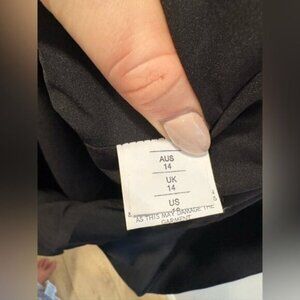 AUS
14
UK
14
US
AS THIS MAY DAMAGE THE
GARMENT